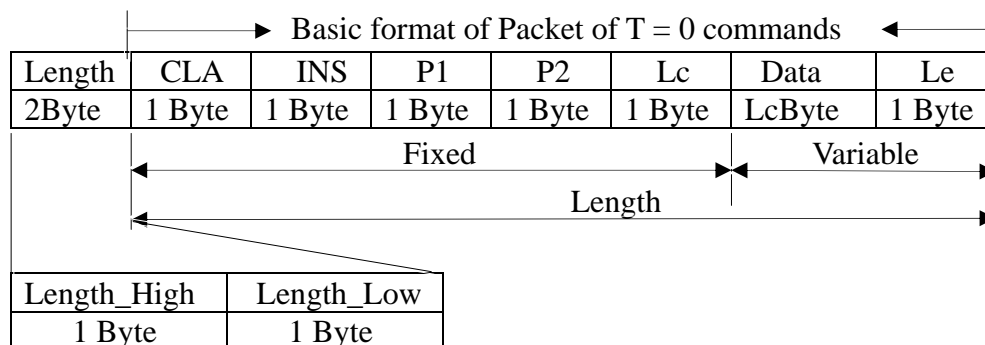 Basic format of Packet of T = 0 commands
Length CLA INS P1 P2 Lc Data Le
2Byte 1 Byte 1 Byte 1 Byte 1 Byte 1 Byte LcByte 1 Byte
Fixed Variable
Length
Length_High Length_Low
1 Byte 1 Byte